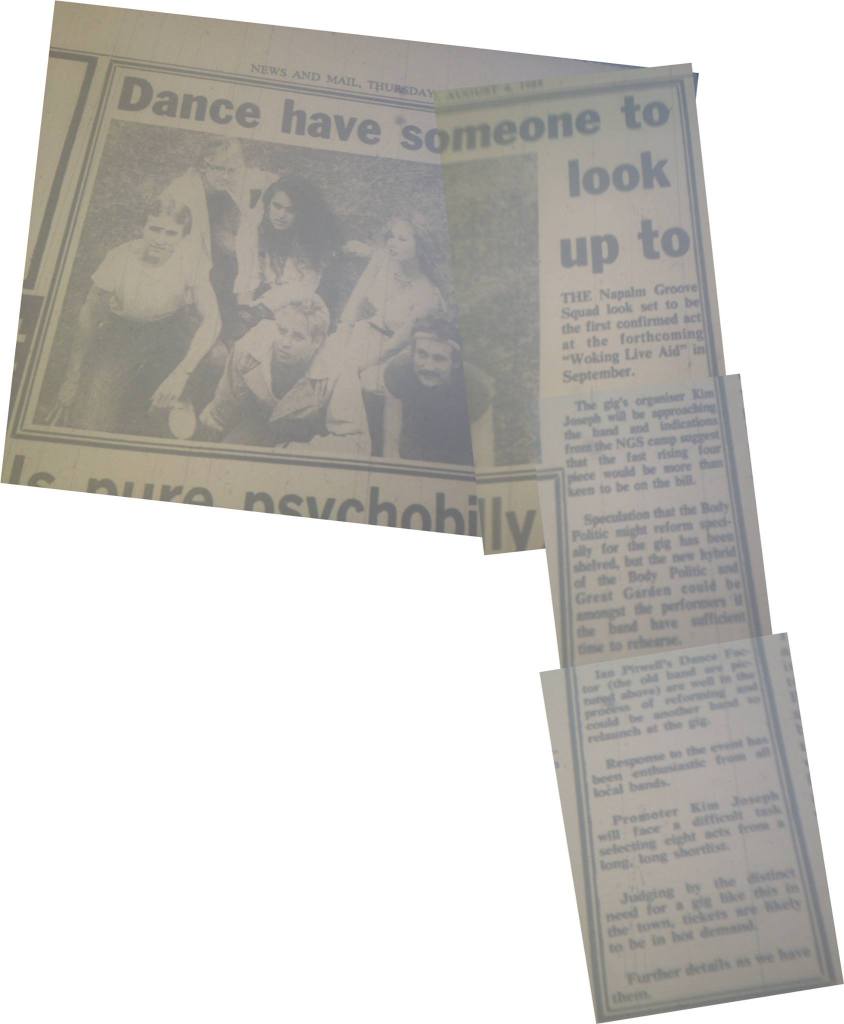 NEWS AND MAIL, THURSDAY, AUGUST 4, 1988
Dance have someone to
look
up to
THE Napalm Groove
Squad look set to be
the first confirmed act
at the forthcoming
“Woking Live Aid” in
September.
The gig's organiser Kim
Joseph will be approaching
the band and indications
from the NGS camp suggest
that the fast rising four
piece would be more than
keen to be on the bill.
Speculation that the Body
Politic might reform speci-
ally for the gig has been
shelved, but the new hybrid
of the Body Politic and
Great Garden could be
amongst the performers if
the band have sufficient
time to rehearse.
Ian Pitwell's Dance Fac-
tor (the old band are pic-
tured above) are well in the
process of reforming and
could be another band to
relaunch at the gig.
Response to the event has
been enthusiastic from all
local bands.
Promoter Kim Joseph
will face a difficult task
selecting eight acts from a
long, long shortlist.
Judging by the distinct
need for a gig like this in
the town, tickets are likely
to be in hot demand.
Further details as we have
them.
Is pure psychobilly